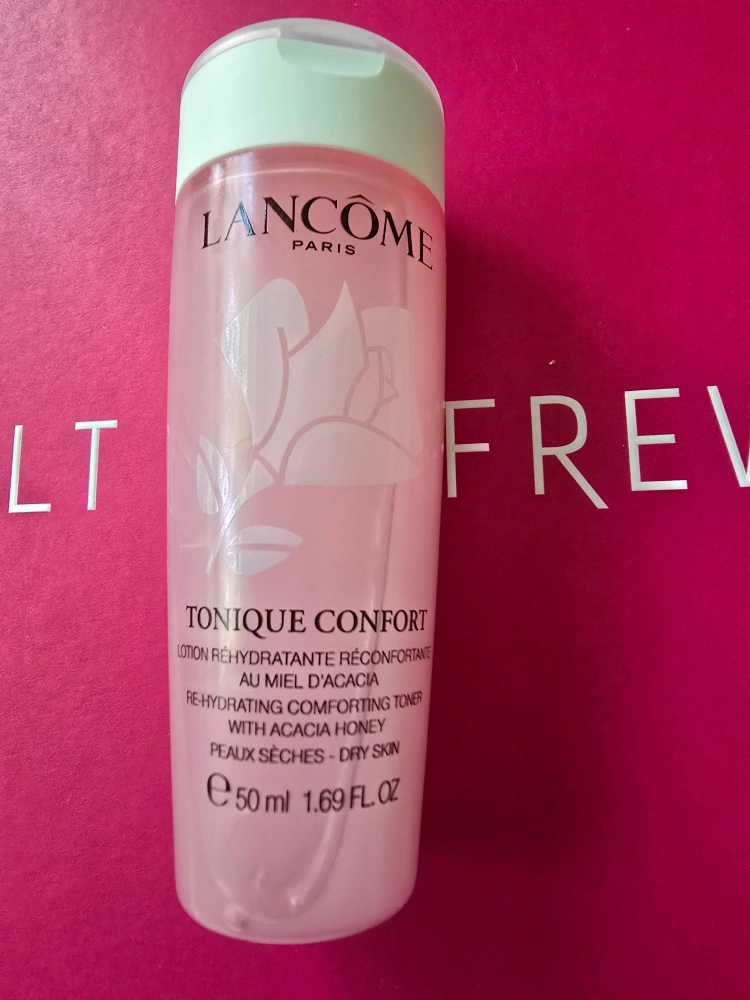 LANCÔME
PARIS
LT FREW
TONIQUE CONFORT
LOTION RÉHYDRATANTE RÉCONFORTANTE
AU MIEL D'ACACIA
RE-HYDRATING COMFORTING TONER
WITH ACACIA HONEY
PEAUX SÈCHES - DRY SKIN
e 50 ml 1.69 FL. OZ